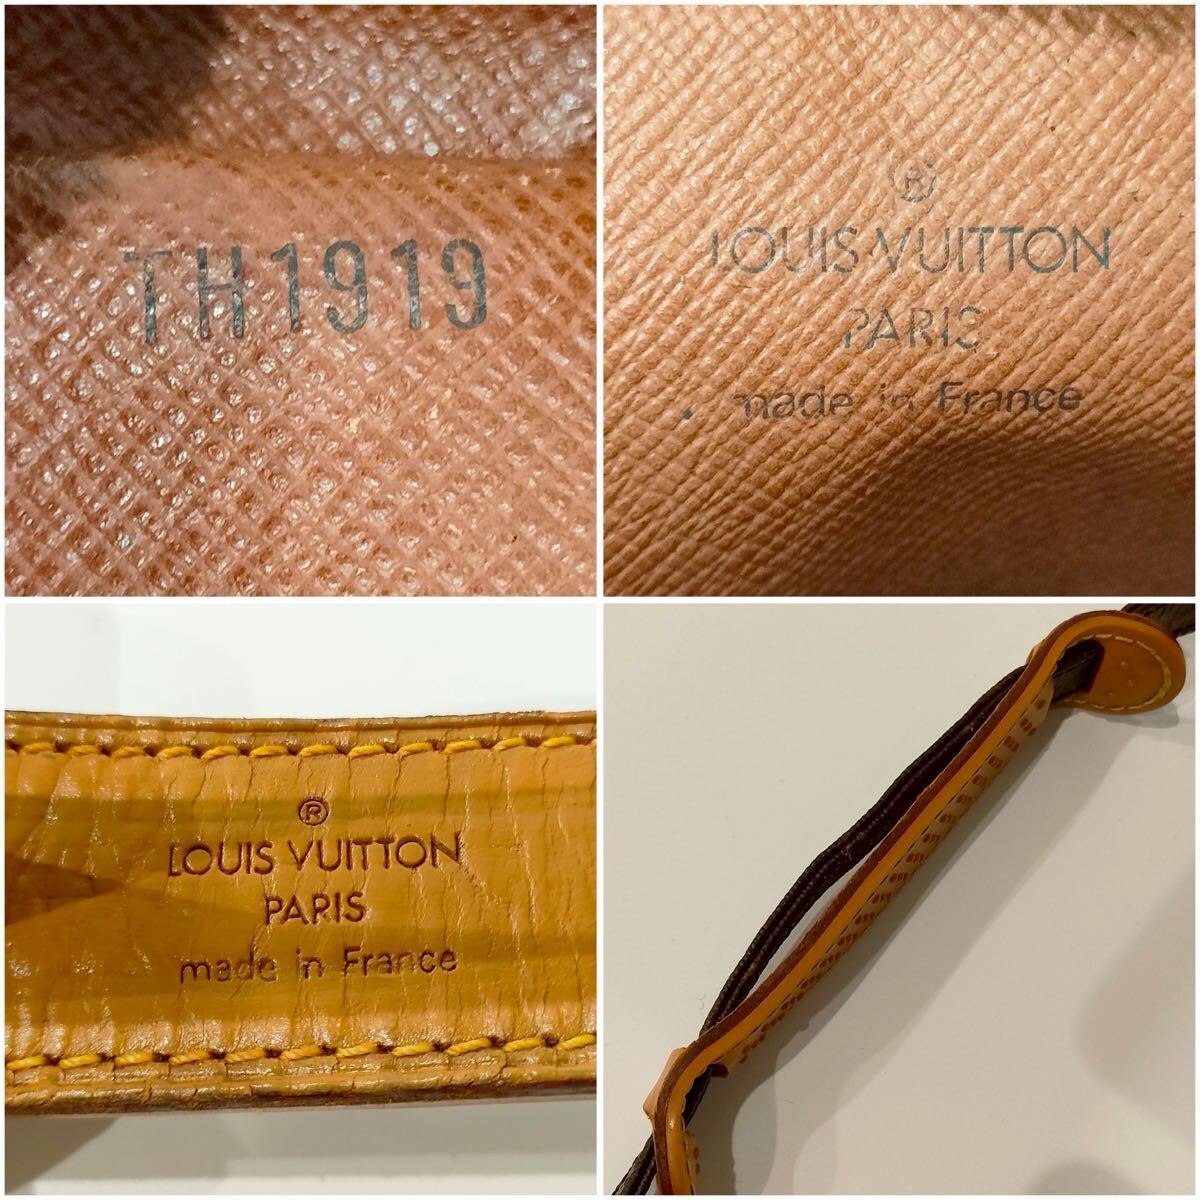 TH1919
®
LOUIS VUITTON
PARIS
made in France
®
LOUIS VUITTON
PARIS
made in France